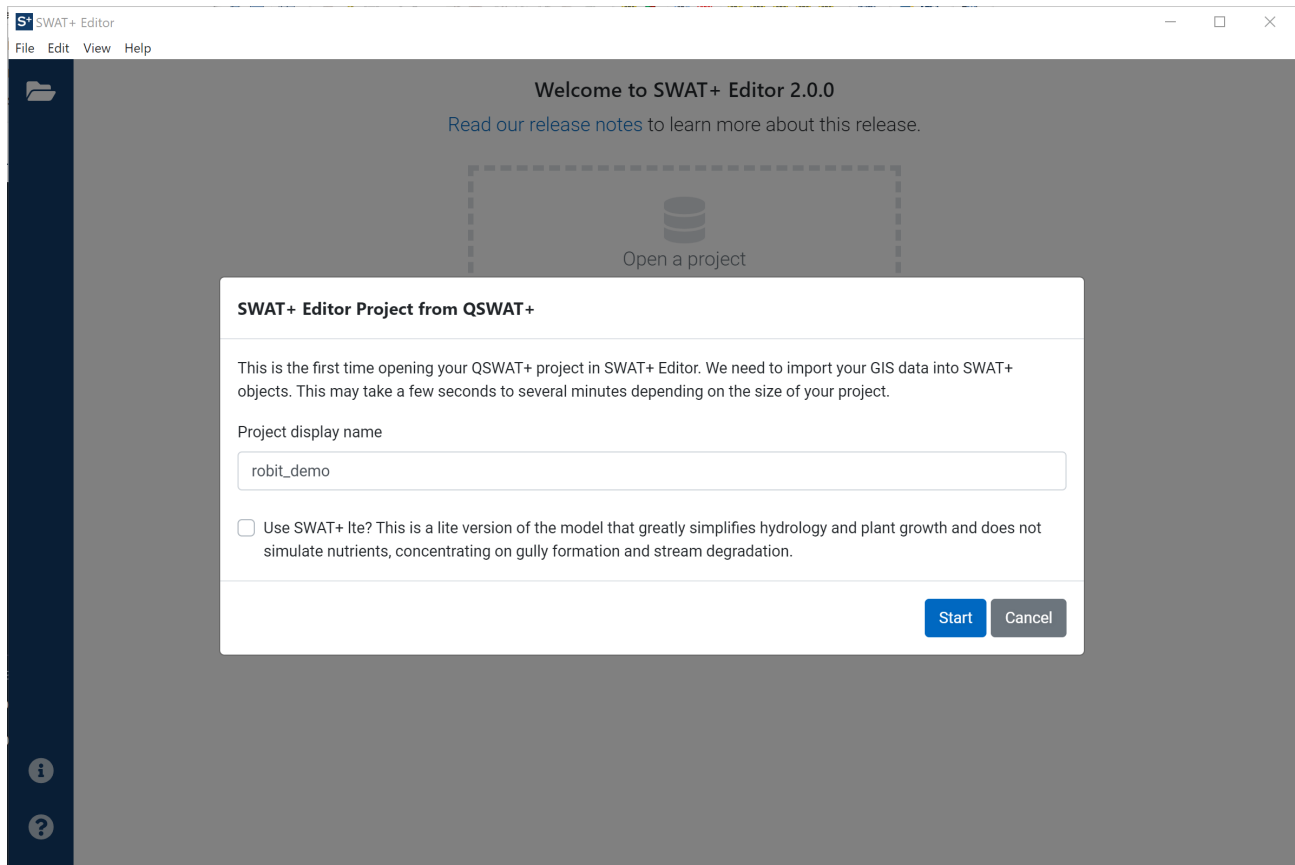 S+ SWAT+ Editor
File Edit View Help
Welcome to SWAT+ Editor 2.0.0
Read our release notes to learn more about this release.
Open a project
SWAT+ Editor Project from QSWAT+
This is the first time opening your QSWAT+ project in SWAT+ Editor. We need to import your GIS data into SWAT+
objects. This may take a few seconds to several minutes depending on the size of your project.
Project display name
robit_demo
Use SWAT+ lte? This is a lite version of the model that greatly simplifies hydrology and plant growth and does not
simulate nutrients, concentrating on gully formation and stream degradation.
Start Cancel